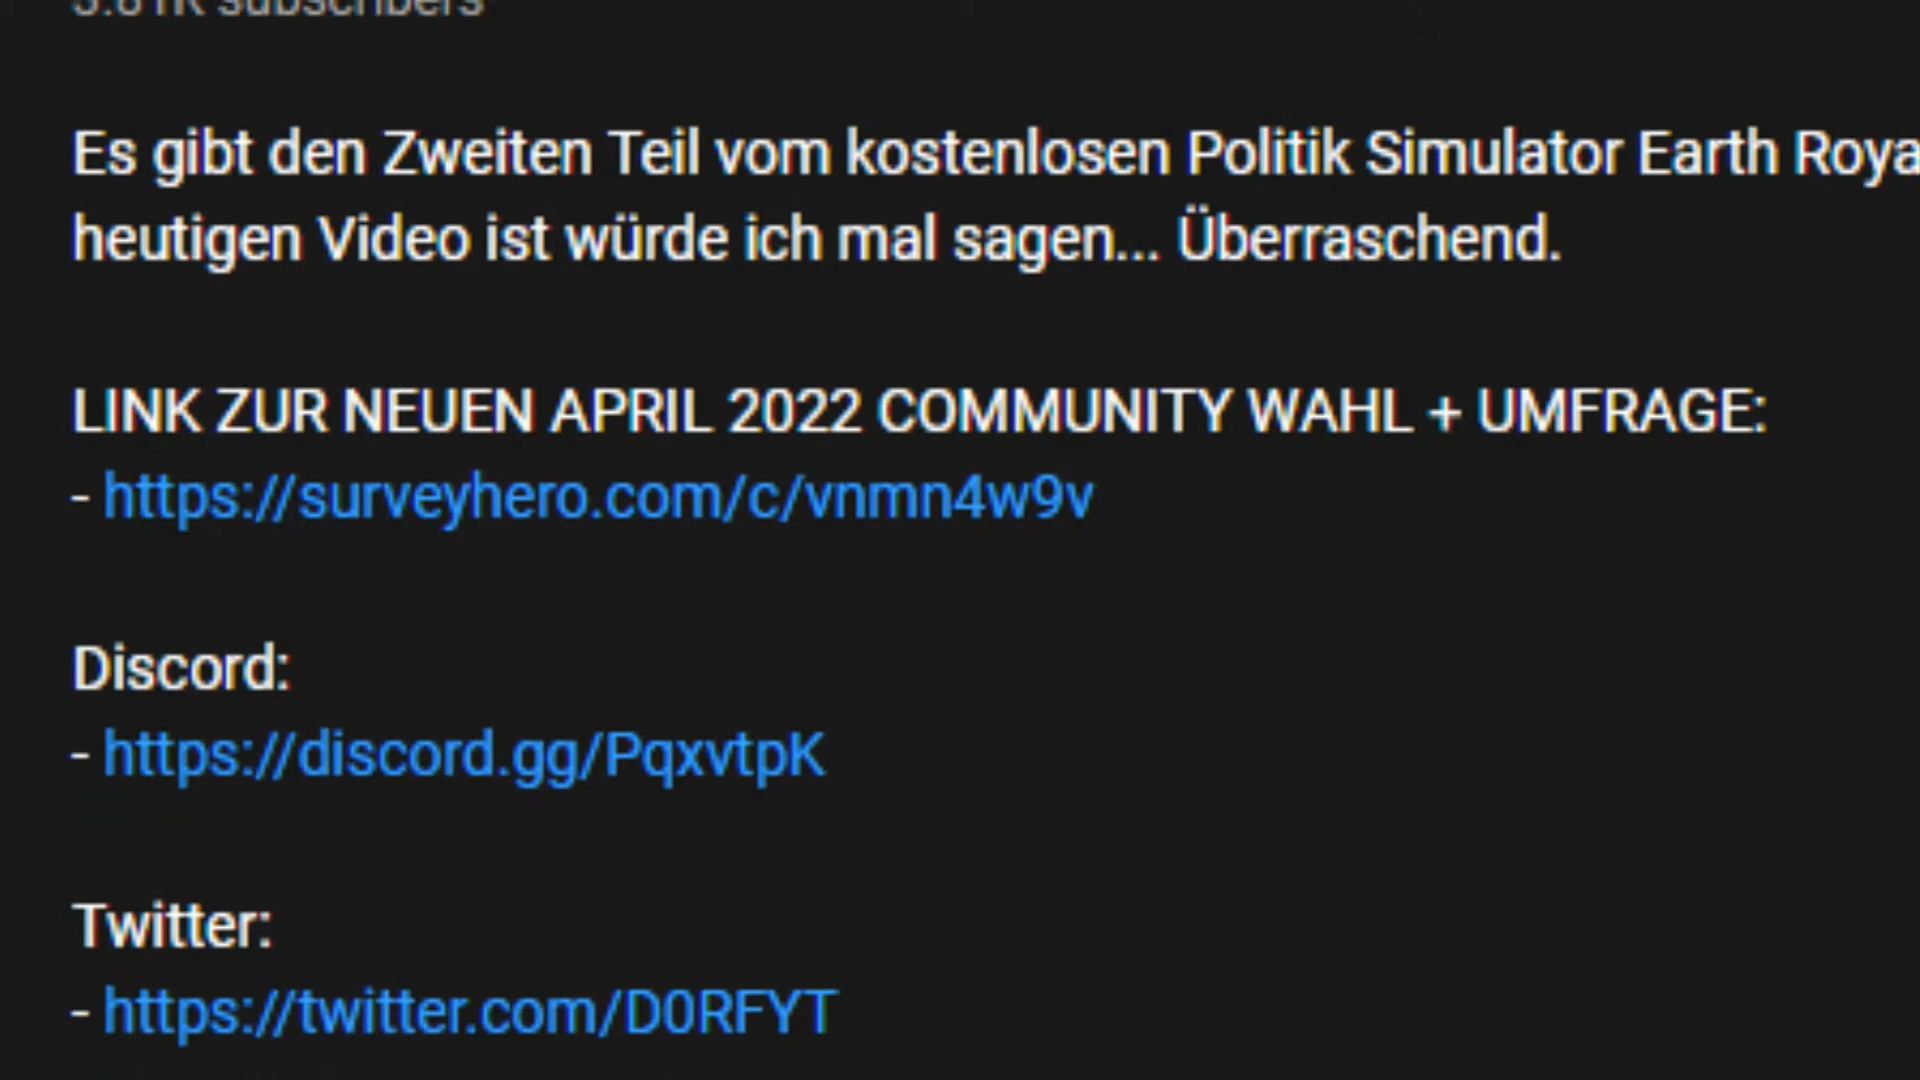 subscribers
Es gibt den Zweiten Teil vom kostenlosen Politik Simulator Earth
heutigen Video ist würde ich mal sagen... Überraschend.
LINK ZUR NEUEN APRIL 2022 COMMUNITY WAHL + UMFRAGE:
- https://surveyhero.com/c/vnmn4w9v
Discord:
- https://discord.gg/PqxvtpK
Twitter:
- https://twitter.com/D0RFYT